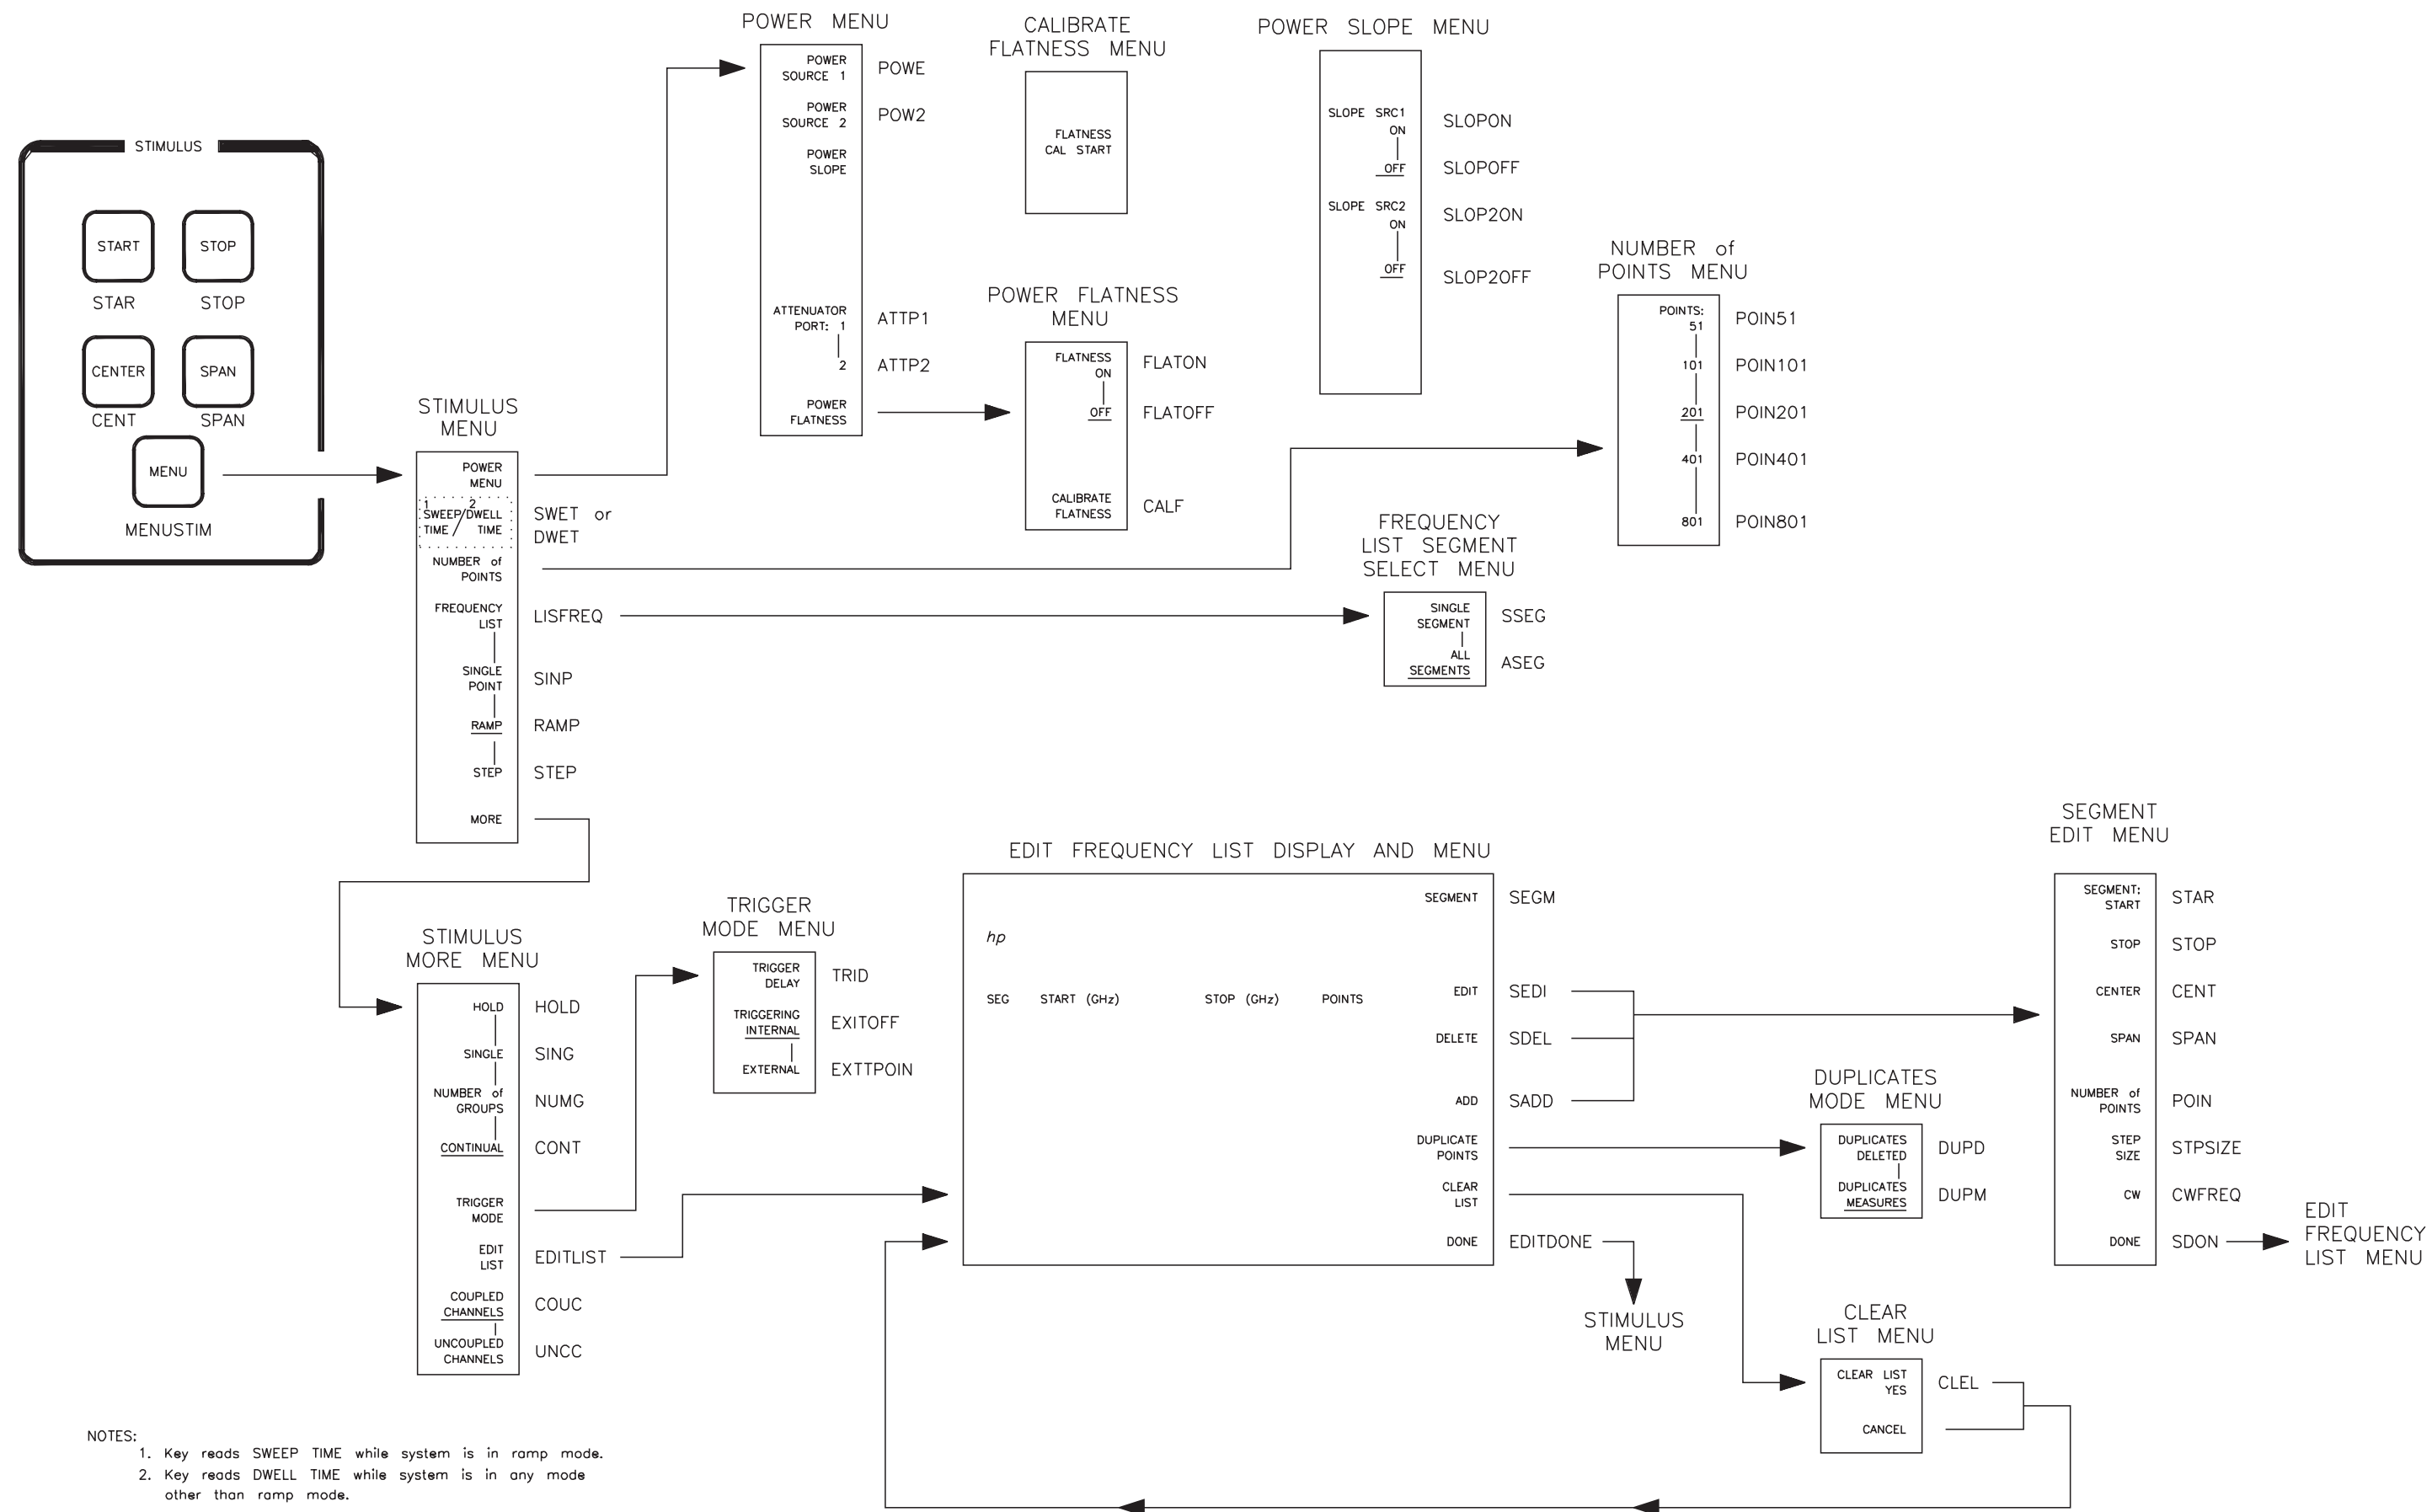 STIMULUS
START
STOP
STAR
STOP
CENTER
SPAN
CENT
SPAN
MENU
MENUSTIM
STIMULUS
MENU
POWER
MENU
1 2
SWEEP/DWELL
TIME / TIME
SWET or
DWET
NUMBER of
POINTS
FREQUENCY
LIST
LISFREQ
SINGLE
POINT
SINP
RAMP
RAMP
STEP
STEP
MORE
POWER MENU
POWER
SOURCE 1
POWE
POWER
SOURCE 2
POW2
POWER
SLOPE
ATTENUATOR
PORT: 1
ATTP1
2
ATTP2
POWER
FLATNESS
CALIBRATE
FLATNESS MENU
FLATNESS
CAL START
POWER FLATNESS
MENU
FLATNESS
ON
FLATON
OFF
FLATOFF
CALIBRATE
FLATNESS
CALF
POWER SLOPE MENU
SLOPE SRC1
ON
SLOPON
OFF
SLOPOFF
SLOPE SRC2
ON
SLOP2ON
OFF
SLOP2OFF
NUMBER of
POINTS MENU
POINTS:
51
POIN51
101
POIN101
201
POIN201
401
POIN401
801
POIN801
FREQUENCY
LIST SEGMENT
SELECT MENU
SINGLE
SEGMENT
SSEG
ALL
SEGMENTS
ASEG
STIMULUS
MORE MENU
HOLD
HOLD
SINGLE
SING
NUMBER of
GROUPS
NUMG
CONTINUAL
CONT
TRIGGER
MODE
EDIT
LIST
EDITLIST
COUPLED
CHANNELS
COUC
UNCOUPLED
CHANNELS
UNCC
TRIGGER
MODE MENU
TRIGGER
DELAY
TRID
TRIGGERING
INTERNAL
EXITOFF
EXTERNAL
EXTTPOIN
EDIT FREQUENCY LIST DISPLAY AND MENU
hp
SEG START (GHz) STOP (GHz) POINTS
SEGMENT
SEGM
EDIT
SEDI
DELETE
SDEL
ADD
SADD
DUPLICATE
POINTS
CLEAR
LIST
DONE
EDITDONE
STIMULUS
MENU
DUPLICATES
MODE MENU
DUPLICATES
DELETED
DUPD
DUPLICATES
MEASURES
DUPM
CLEAR
LIST MENU
CLEAR LIST
YES
CLEL
CANCEL
SEGMENT
EDIT MENU
SEGMENT:
START
STAR
STOP
STOP
CENTER
CENT
SPAN
SPAN
NUMBER of
POINTS
POIN
STEP
SIZE
STPSIZE
CW
CWFREQ
DONE
SDON
EDIT
FREQUENCY
LIST MENU
NOTES:
1. Key reads SWEEP TIME while system is in ramp mode.
2. Key reads DWELL TIME while system is in any mode
other than ramp mode.